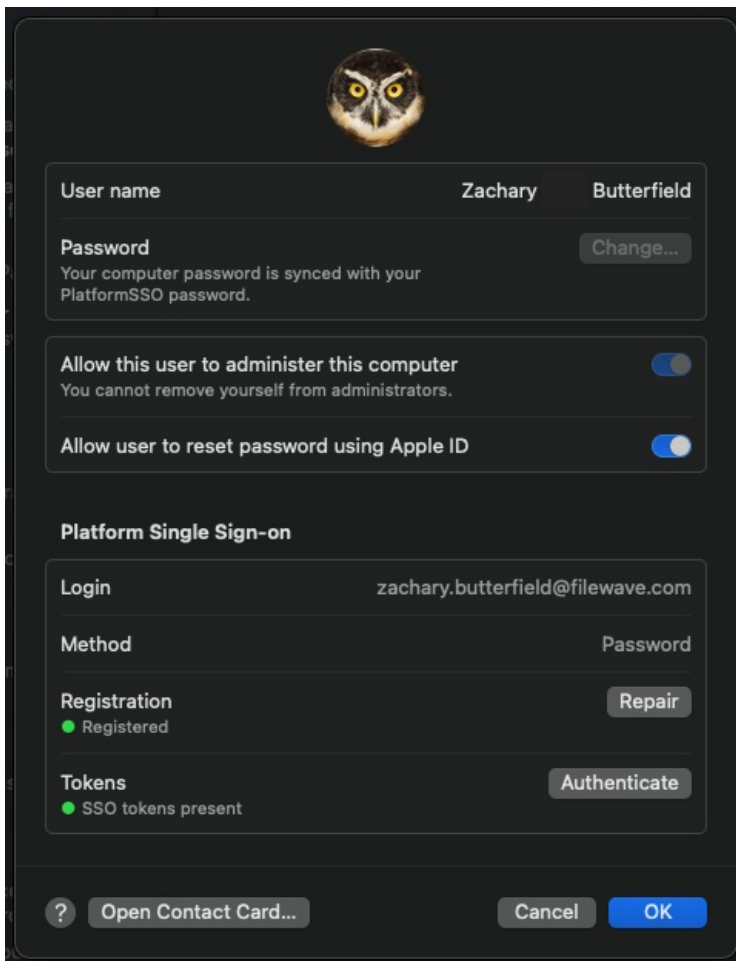 User name Zachary Butterfield
Password Change...
Your computer password is synced with your
PlatformSSO password.
Allow this user to administer this computer
You cannot remove yourself from administrators.
Allow user to reset password using Apple ID
Platform Single Sign-on
Login zachary.butterfield@filewave.com
Method Password
Registration Repair
Registered
Tokens Authenticate
SSO tokens present
? Open Contact Card... Cancel OK